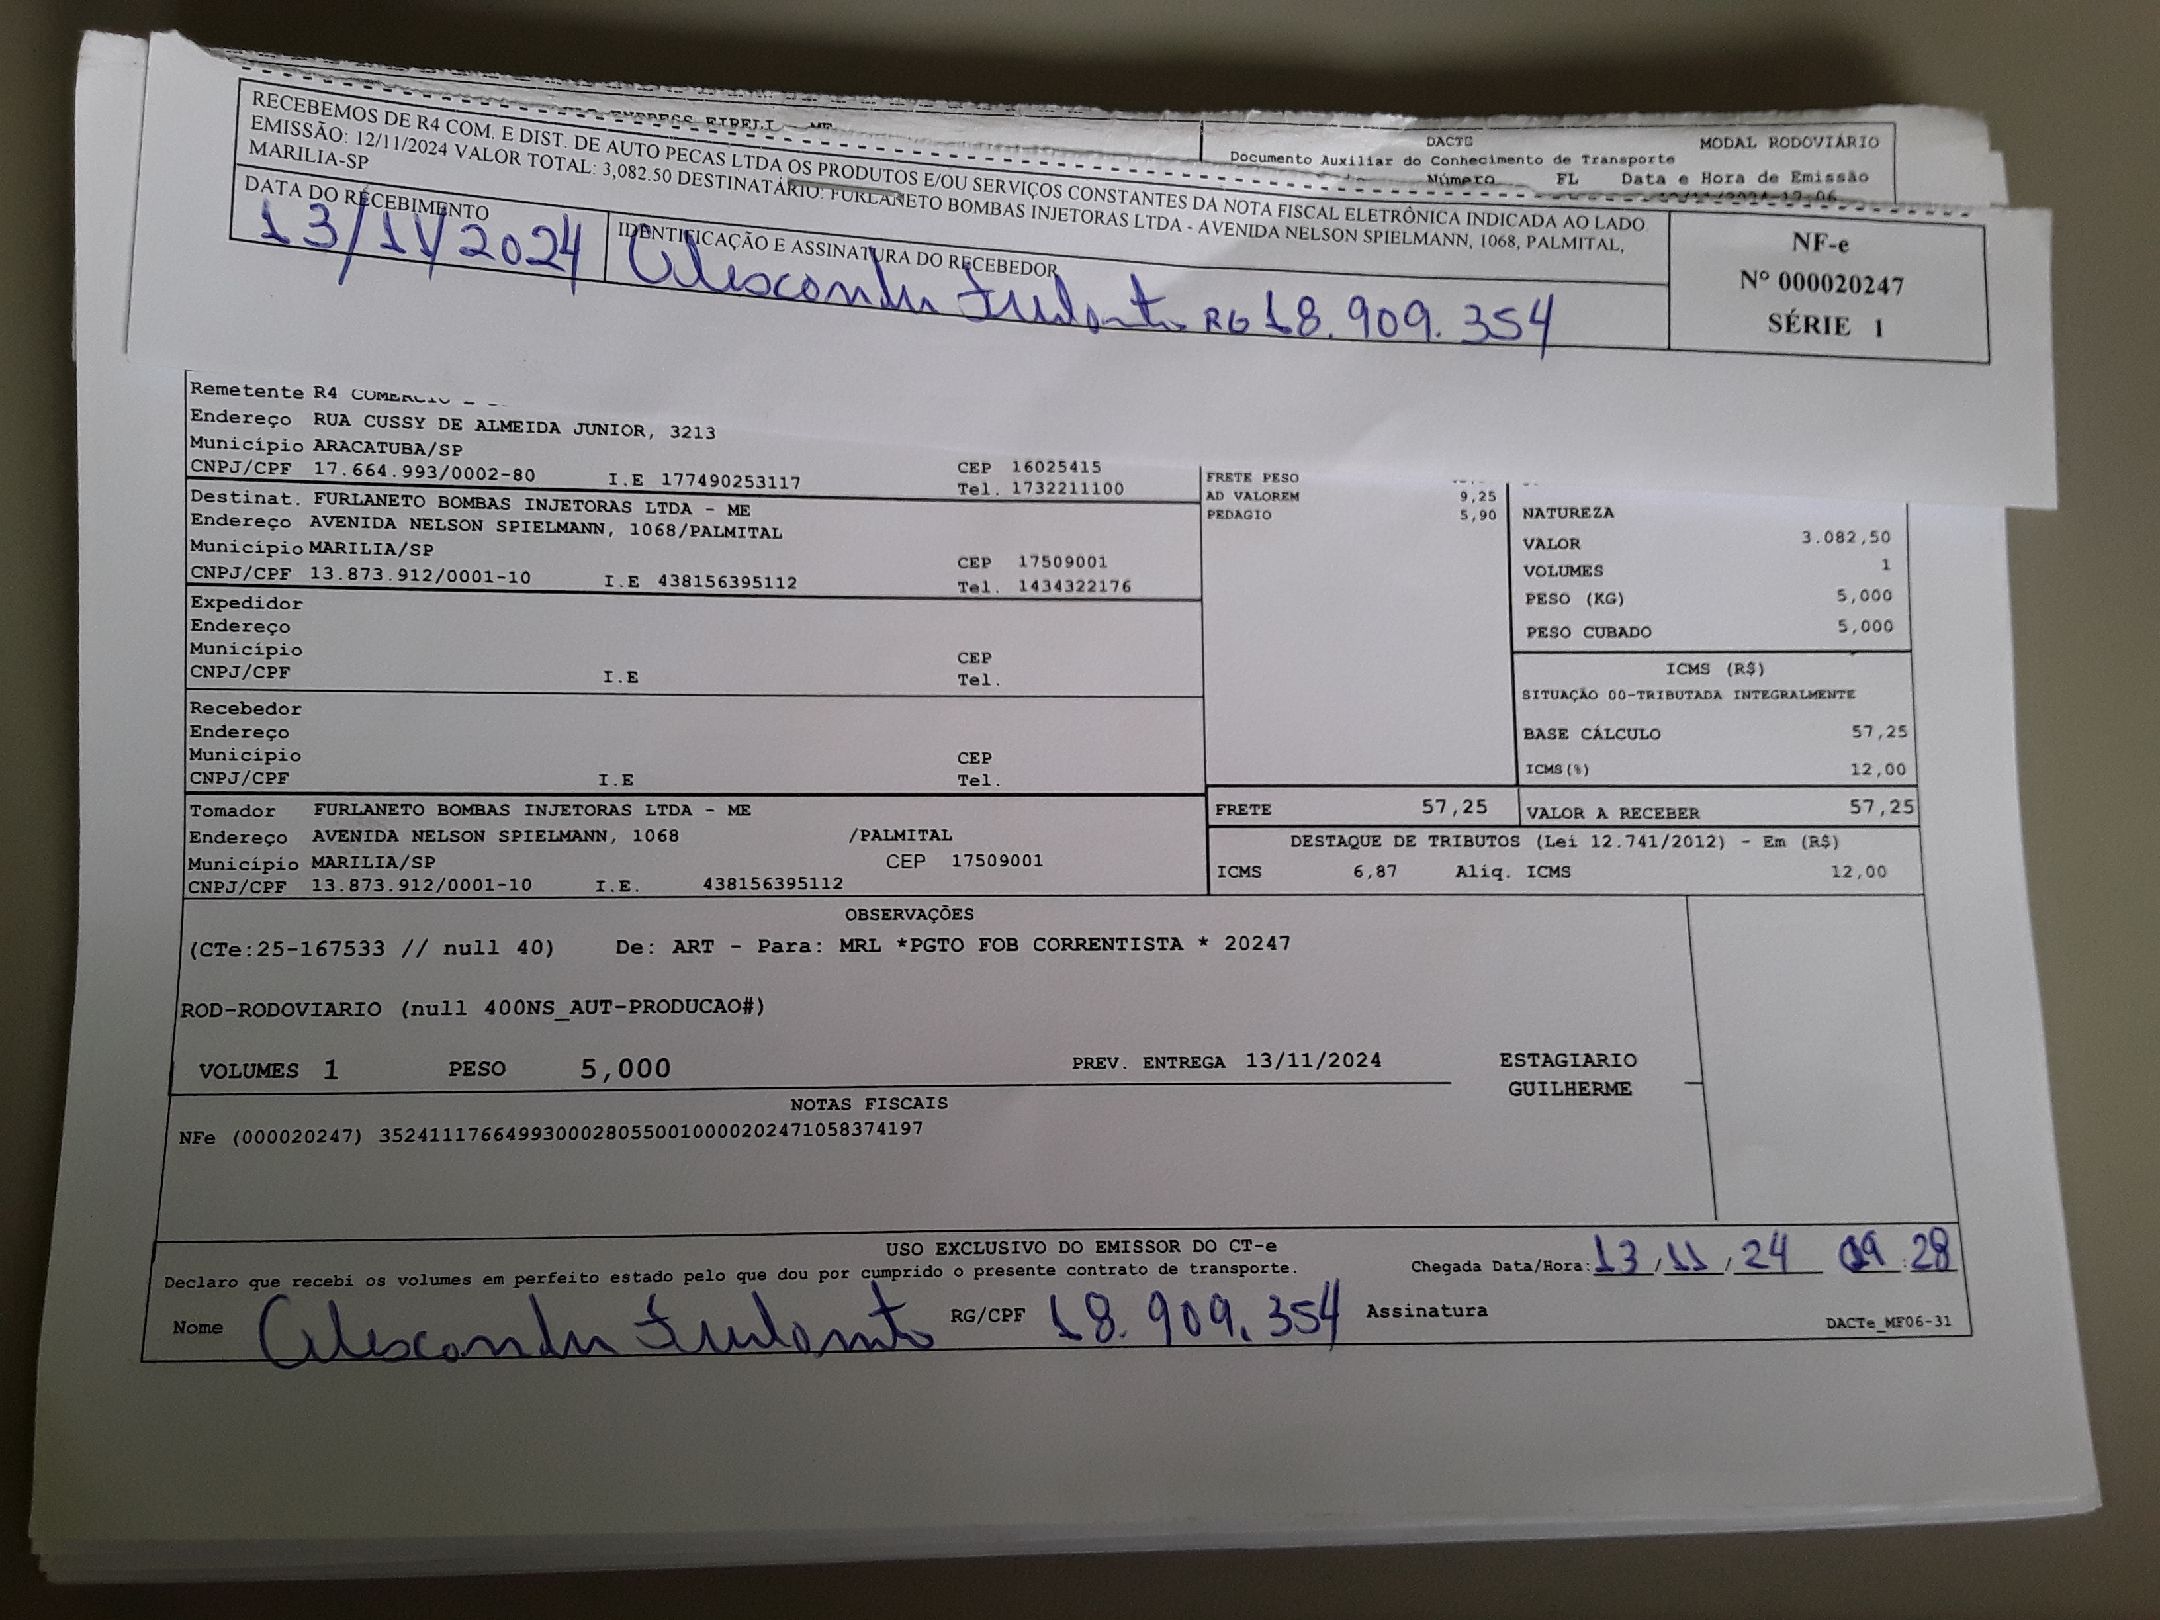 EXPRESS EIRELI - ME
DACTE
MODAL RODOVIÁRIO
Documento Auxiliar do Conhecimento de Transporte
Número FL Data e Hora de Emissão
RECEBEMOS DE R4 COM. E DIST. DE AUTO PECAS LTDA OS PRODUTOS E/OU SERVIÇOS CONSTANTES DA NOTA FISCAL ELETRÔNICA INDICADA AO LADO
EMISSÃO: 12/11/2024 VALOR TOTAL: 3,082.50 DESTINATÁRIO: FURLANETO BOMBAS INJETORAS LTDA - AVENIDA NELSON SPIELMANN, 1068, PALMITAL,
MARILIA-SP
DATA DO RECEBIMENTO
13/11/2024
IDENTIFICAÇÃO E ASSINATURA DO RECEBEDOR
RG 18.909.354
NF-e
Nº 000020247
SÉRIE 1
Remetente R4 COMERCIO
Endereço RUA CUSSY DE ALMEIDA JUNIOR, 3213
Município ARACATUBA/SP
CEP 16025415
CNPJ/CPF 17.664.993/0002-80 I.E 177490253117
Tel. 1732211100
Destinat. FURLANETO BOMBAS INJETORAS LTDA - ME
Endereço AVENIDA NELSON SPIELMANN, 1068/PALMITAL
Município MARILIA/SP
CEP 17509001
CNPJ/CPF 13.873.912/0001-10 I.E 438156395112
Tel. 1434322176
Expedidor
Endereço
Município
CEP
CNPJ/CPF I.E Tel.
Recebedor
Endereço
Município
CEP
CNPJ/CPF I.E Tel.
Tomador FURLANETO BOMBAS INJETORAS LTDA - ME
Endereço AVENIDA NELSON SPIELMANN, 1068 /PALMITAL
Município MARILIA/SP CEP 17509001
CNPJ/CPF 13.873.912/0001-10 I.E. 438156395112
FRETE PESO
AD VALOREM 9,25
PEDAGIO 5,90
NATUREZA
VALOR 3.082,50
VOLUMES 1
PESO (KG) 5,000
PESO CUBADO 5,000
ICMS (R$)
SITUAÇÃO 00-TRIBUTADA INTEGRALMENTE
BASE CÁLCULO 57,25
ICMS(%) 12,00
FRETE 57,25
VALOR A RECEBER 57,25
DESTAQUE DE TRIBUTOS (Lei 12.741/2012) - Em (R$)
ICMS 6,87 Aliq. ICMS 12,00
OBSERVAÇÕES
(CTe:25-167533 // null 40) De: ART - Para: MRL *PGTO FOB CORRENTISTA * 20247
ROD-RODOVIARIO (null 400NS_AUT-PRODUCAO#)
VOLUMES 1 PESO 5,000 PREV. ENTREGA 13/11/2024
ESTAGIARIO
GUILHERME
NOTAS FISCAIS
NFe (000020247) 35241117664993000280550010000202471058374197
USO EXCLUSIVO DO EMISSOR DO CT-e
Declaro que recebi os volumes em perfeito estado pelo que dou por cumprido o presente contrato de transporte.
Chegada Data/Hora: 13/11/24 09:28
Nome RG/CPF 18.909.354 Assinatura
DACTe_MF06-31